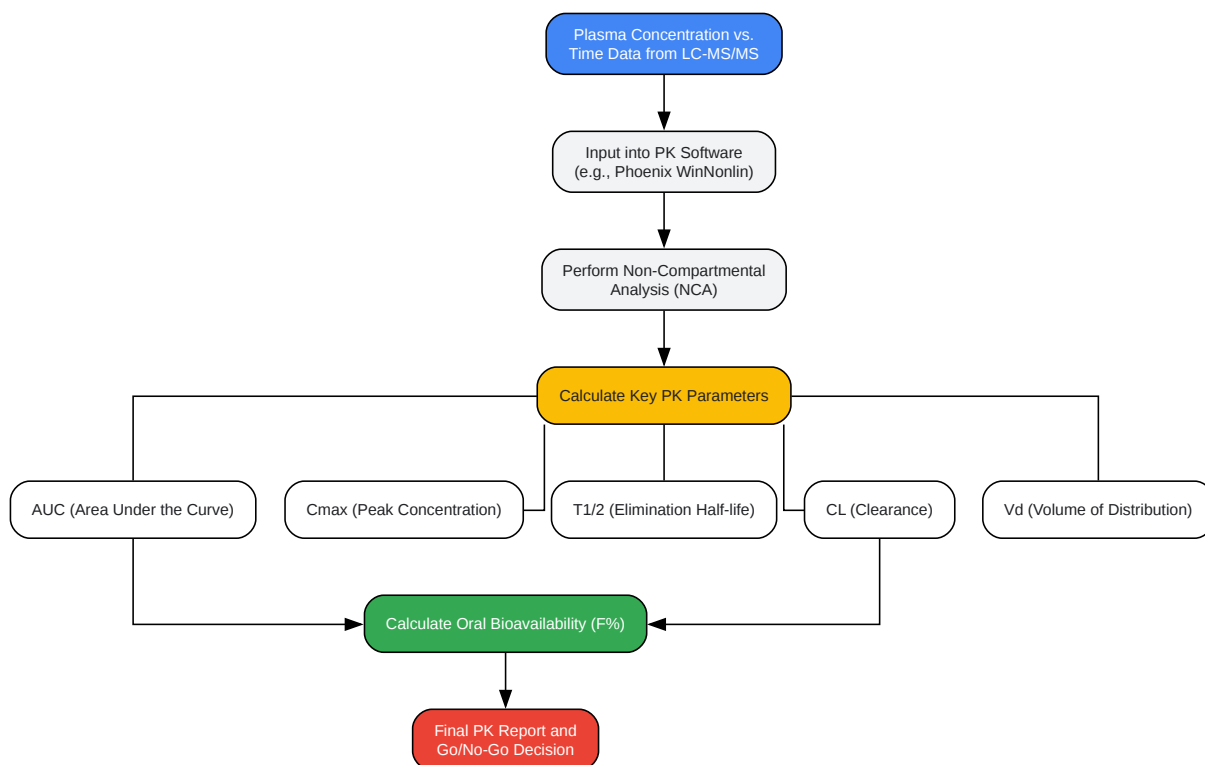 Plasma Concentration vs.
Time Data from LC-MS/MS
Input into PK Software
(e.g., Phoenix WinNonlin)
Perform Non-Compartmental
Analysis (NCA)
Calculate Key PK Parameters
AUC (Area Under the Curve)
Cmax (Peak Concentration)
T1/2 (Elimination Half-life)
CL (Clearance)
Vd (Volume of Distribution)
Calculate Oral Bioavailability (F%)
Final PK Report and
Go/No-Go Decision